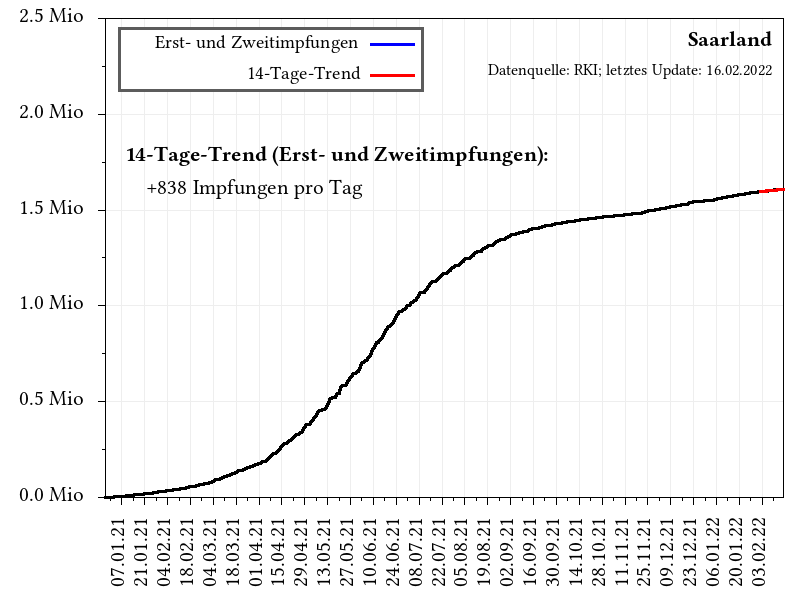 2.5 Mio
2.0 Mio
1.5 Mio
1.0 Mio
0.5 Mio
0.0 Mio
Erst- und Zweitimpfungen
14-Tage-Trend
Saarland
Datenquelle: RKI; letztes Update: 16.02.2022
14-Tage-Trend (Erst- und Zweitimpfungen):
+838 Impfungen pro Tag
07.01.21
21.01.21
04.02.21
18.02.21
04.03.21
18.03.21
01.04.21
15.04.21
29.04.21
13.05.21
27.05.21
10.06.21
24.06.21
08.07.21
22.07.21
05.08.21
19.08.21
02.09.21
16.09.21
30.09.21
14.10.21
28.10.21
11.11.21
25.11.21
09.12.21
23.12.21
06.01.22
20.01.22
03.02.22